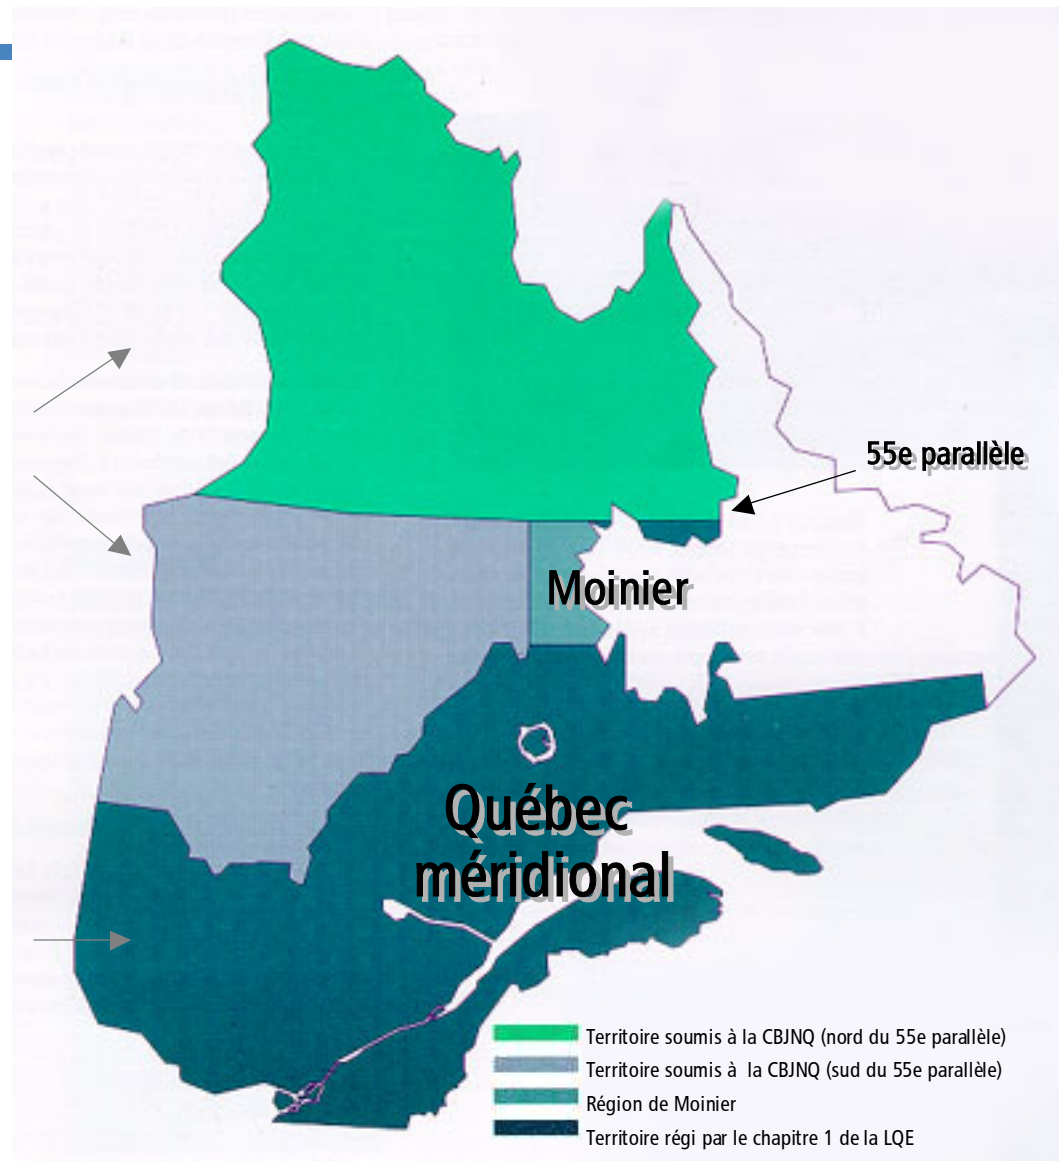 55e parallèle
Moinier
Québec
méridional
Territoire soumis à la CBJNQ (nord du 55e parallèle)
Territoire soumis à la CBJNQ (sud du 55e parallèle)
Région de Moinier
Territoire régi par le chapitre 1 de la LQE